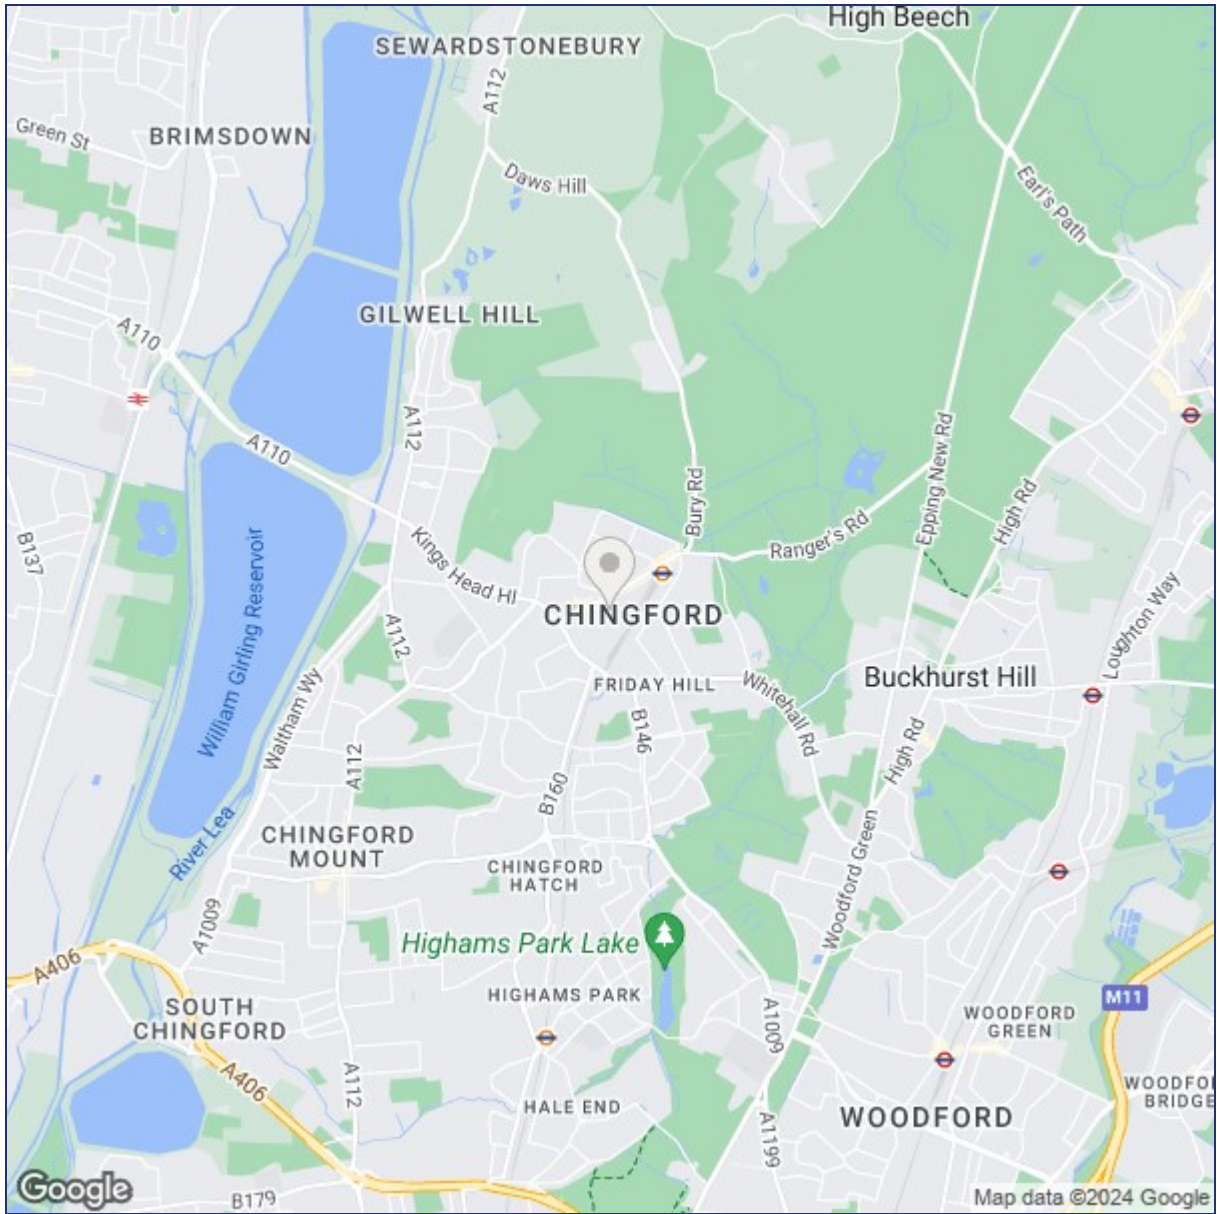 High Beech
SEWARDSTONEBURY
A112
Green St
BRIMSDOWN
Daws Hill
Earl's Path
GILWELL HILL
A110
A112
A110
Epping New Rd
High Rd
Bury Rd
Ranger's Rd
B137
Kings Head Hl
William Girling Reservoir
CHINGFORD
A112
Loughton Way
Buckhurst Hill
FRIDAY HILL
Whitehall Rd
Waltham Wy
B146
High Rd
A112
B160
River Lea
CHINGFORD
MOUNT
CHINGFORD
HATCH
Woodford Green
A1009
Highams Park Lake
A406
HIGHAMS PARK
M11
SOUTH
CHINGFORD
A1009
WOODFORD
GREEN
A406
A112
HALE END
WOODFO
BRIDGE
WOODFORD
A1199
Google
B179
Map data ©2024 Google